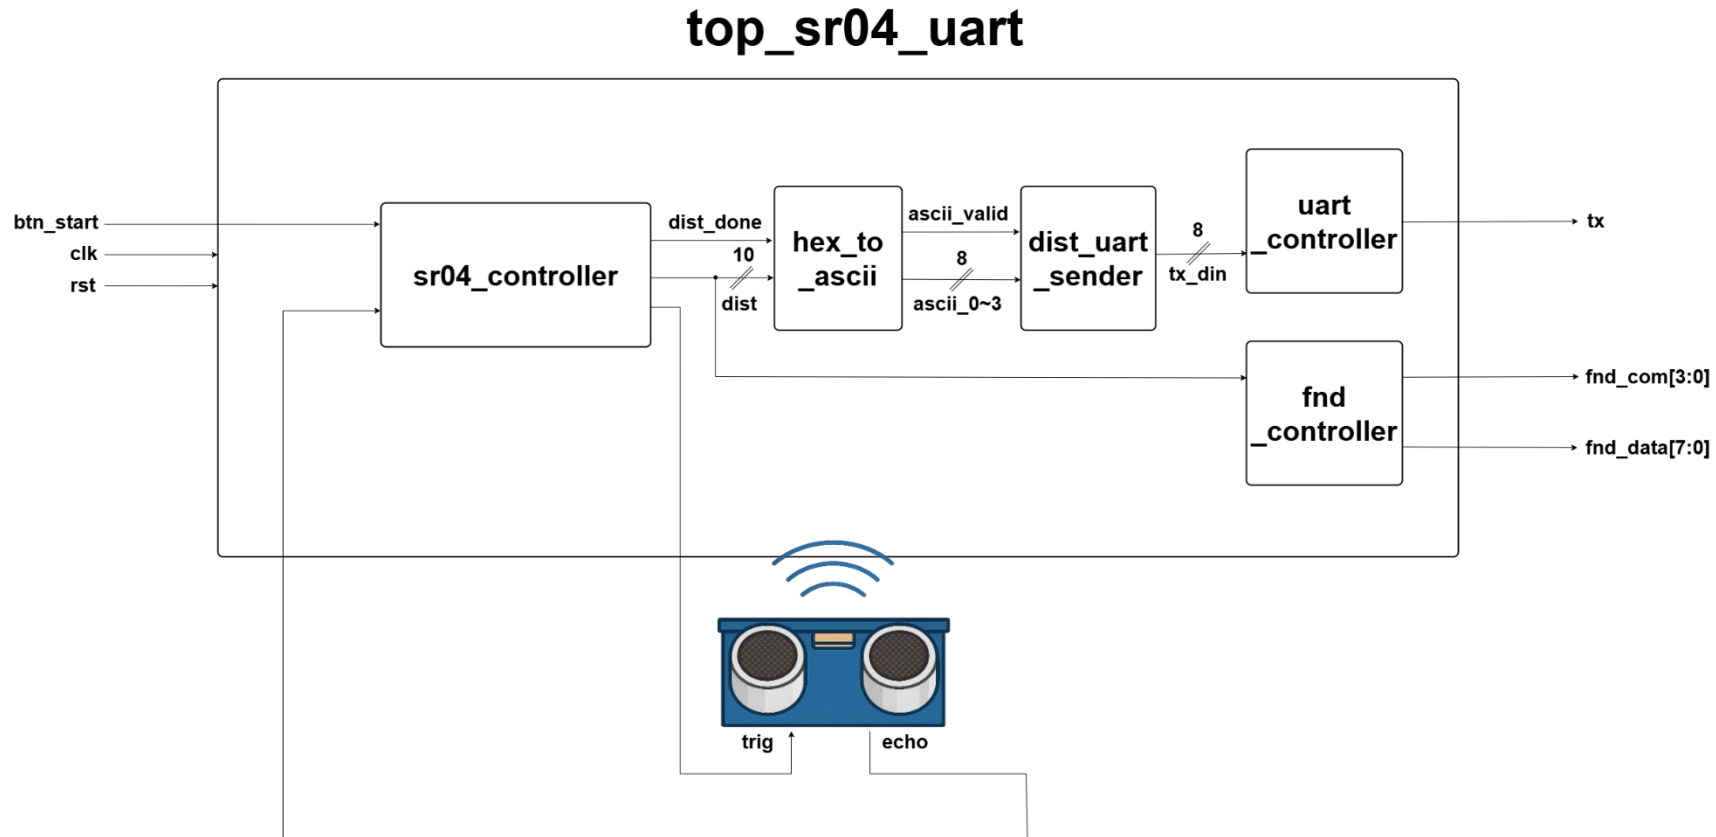 top_sr04_uart
btn_start
clk
rst
sr04_controller
dist_done
10
dist
hex_to
_ascii
ascii_valid
8
ascii_0~3
dist_uart
_sender
8
tx_din
uart
_controller
tx
fnd
_controller
fnd_com[3:0]
fnd_data[7:0]
trig
echo